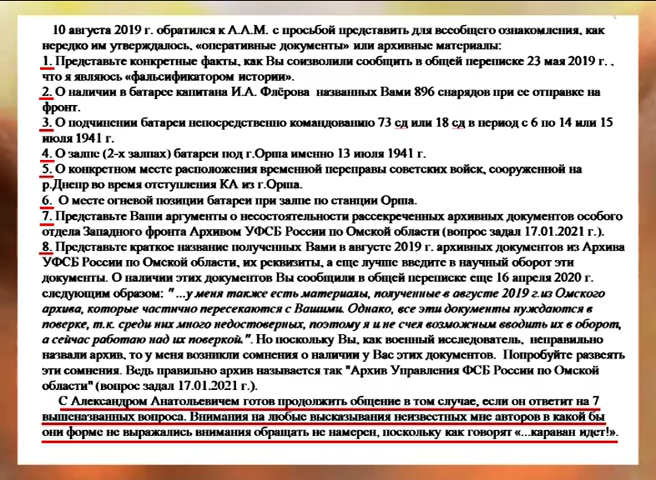 10 августа 2019 г. обратился к А.А.М. с просьбой представить для всеобщего ознакомления, как
нередко им утверждалось, «оперативные документы» или архивные материалы:
1. Представьте конкретные факты, как Вы соизволили сообщить в общей переписке 23 мая 2019 г. ,
что я являюсь «фальсификатором истории».
2. О наличии в батарее капитана И.А. Флёрова названных Вами 896 снарядов при ее отправке на
фронт.
3. О подчинении батареи непосредственно командованию 73 сд или 18 сд в период с 6 по 14 или 15
июля 1941 г.
4. О залпе (2-х залпах) батареи под г.Орша именно 13 июля 1941 г.
5. О конкретном месте расположения временной переправы советских войск, сооруженной на
р.Днепр во время отступления КА из г.Орша.
6. О месте огневой позиции батареи при залпе по станции Орша.
7. Представьте Ваши аргументы о несостоятельности рассекреченных архивных документов особого
отдела Западного фронта Архивом УФСБ России по Омской области (вопрос задал 17.01.2021 г.).
8. Представьте краткое название полученных Вами в августе 2019 г. архивных документов из Архива
УФСБ России по Омской области, их реквизиты, а еще лучше введите в научный оборот эти
документы. О наличии этих документов Вы сообщили в общей переписке еще 16 апреля 2020 г.
следующим образом: "...у меня также есть материалы, полученные в августе 2019 г.из Омского
архива, которые частично пересекаются с Вашими. Однако, все эти документы нуждаются в
поверке, т.к. среди них много недостоверных, поэтому я и не счел возможным вводить их в оборот,
а сейчас работаю над их поверкой". Но поскольку Вы, как военный исследователь, неправильно
назвали архив, то у меня возникли сомнения о наличии у Вас этих документов. Попробуйте развеять
эти сомнения. Ведь правильно архив называется так "Архив Управления ФСБ России по Омской
области" (вопрос задал 17.01.2021 г.).
С Александром Анатольевичем готов продолжить общение в том случае, если он ответит на 7
вышеназванных вопроса. Внимания на любые высказывания неизвестных мне авторов в какой бы
они форме не выражались внимания обращать не намерен, поскольку как говорят «...караван идет!».